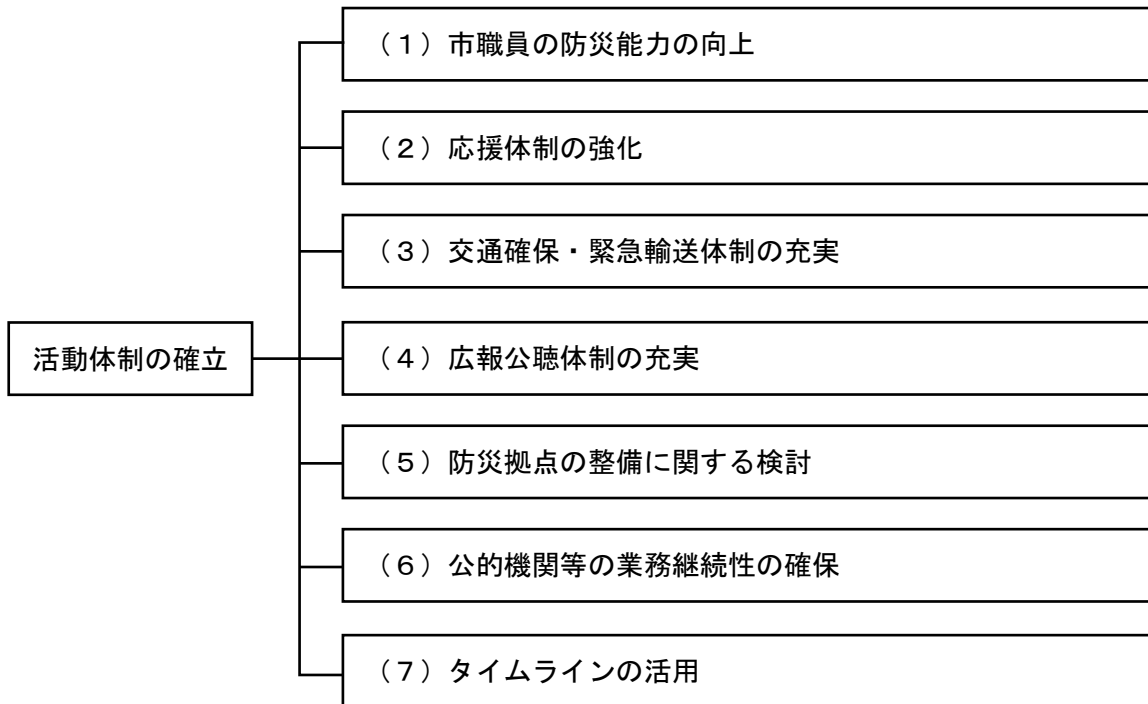 （１）市職員の防災能力の向上
（２）応援体制の強化
（３）交通確保・緊急輸送体制の充実
活動体制の確立
（４）広報公聴体制の充実
（５）防災拠点の整備に関する検討
（６）公的機関等の業務継続性の確保
（７）タイムラインの活用